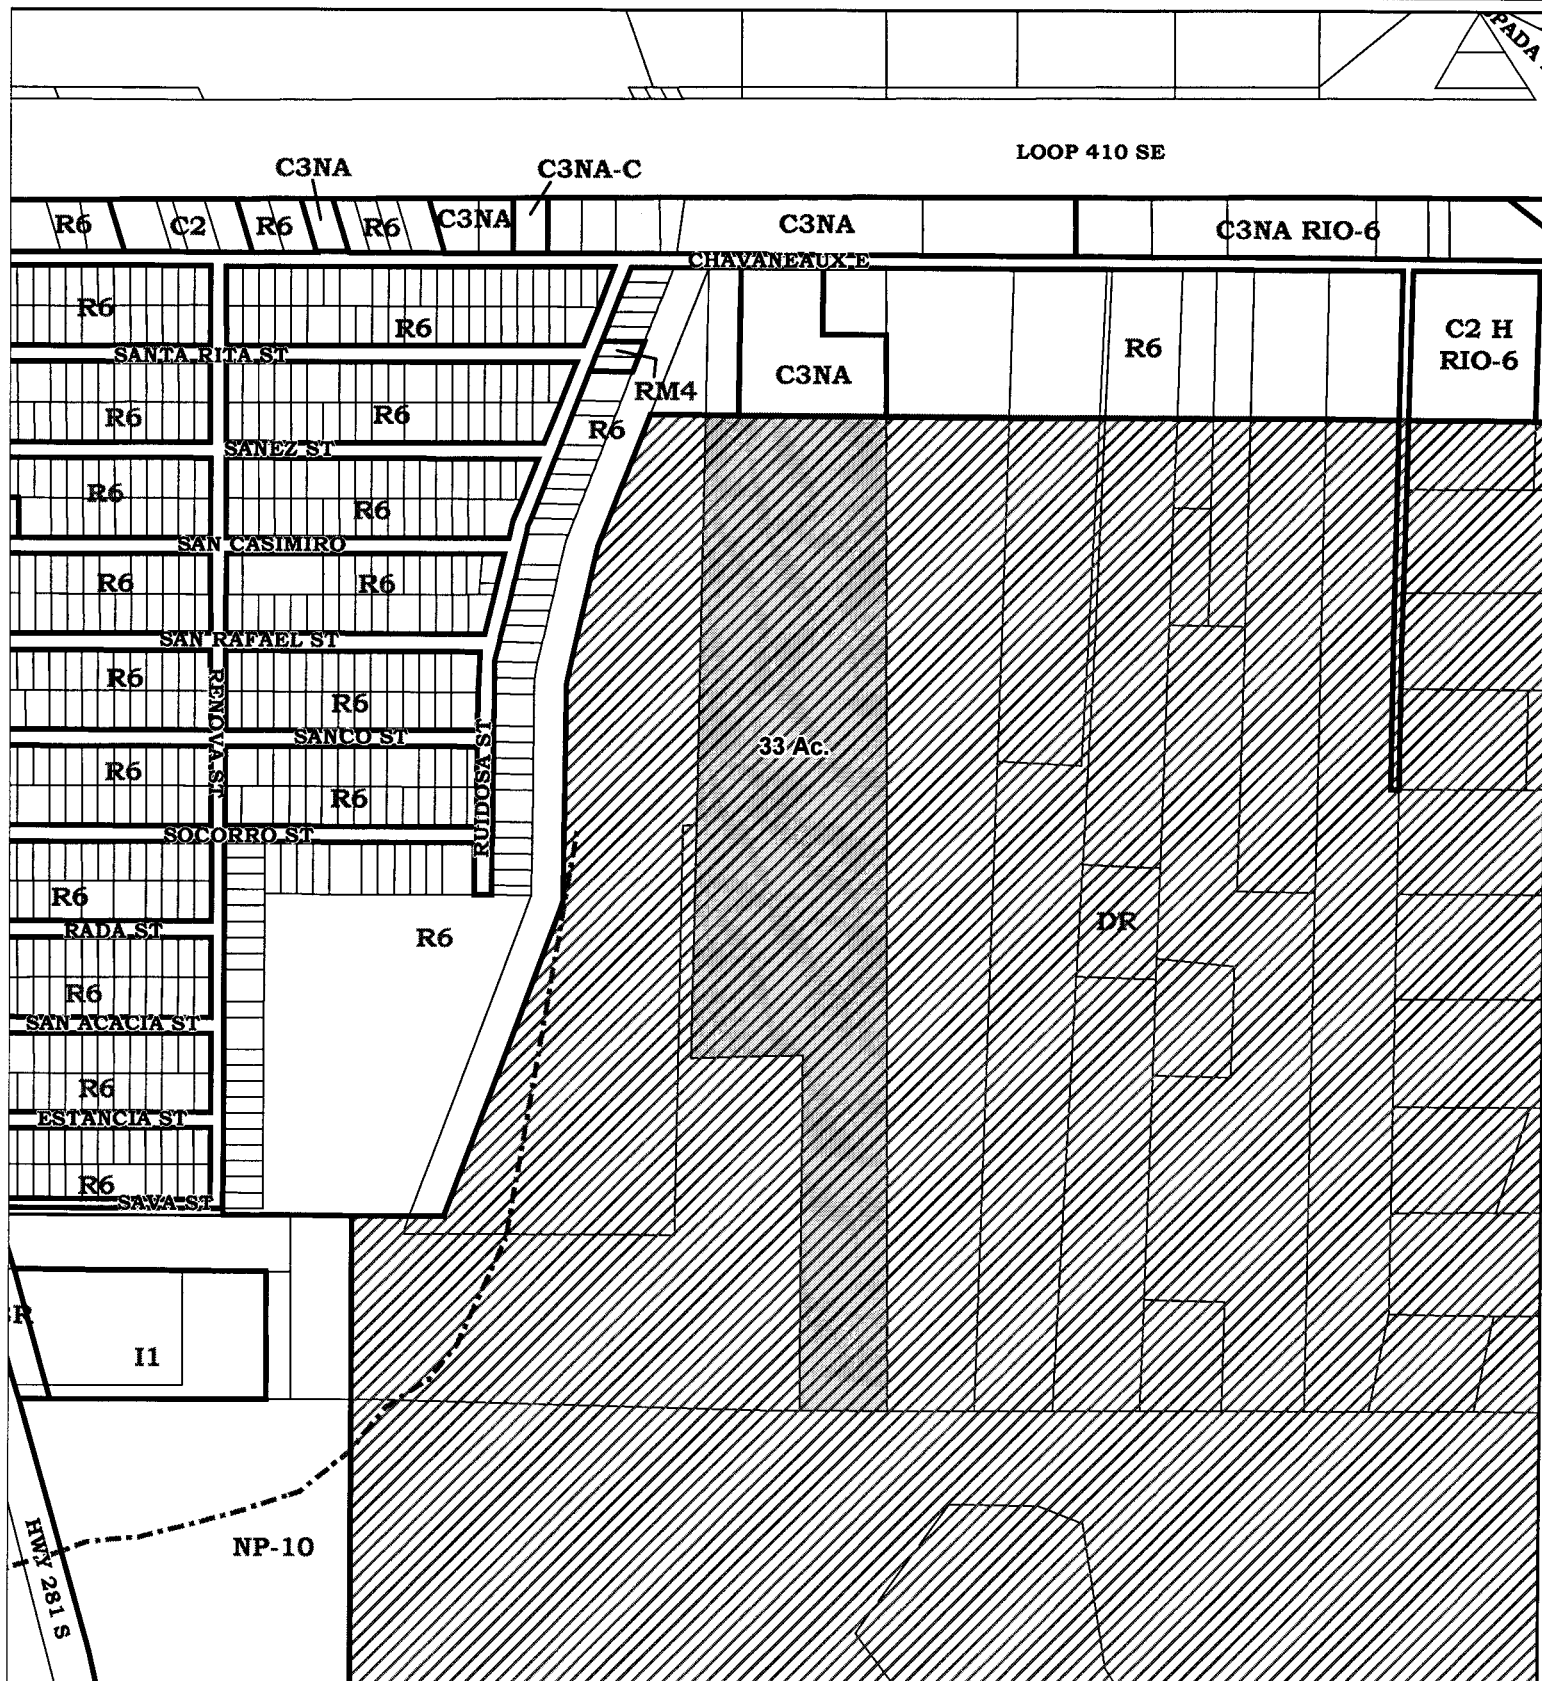 PADA
LOOP 410 SE
C3NA
C3NA-C
R6
C2
R6
R6
C3NA
C3NA
C3NA RIO-6
CHAVANEAUX E
R6
R6
C2 H
RIO-6
R6
C3NA
SANTA RITA ST
RM4
R6
R6
R6
SANEZ ST
R6
R6
SAN CASIMIRO
R6
R6
SAN RAFAEL ST
R6
RENOVA ST
R6
SANCO ST
RUIDOSA ST
33 Ac.
R6
R6
SOCORRO ST
R6
DR
RADA ST
R6
R6
SAN ACACIA ST
R6
ESTANCIA ST
R6
SAVA ST
R
I1
NP-10
HWY 281 S